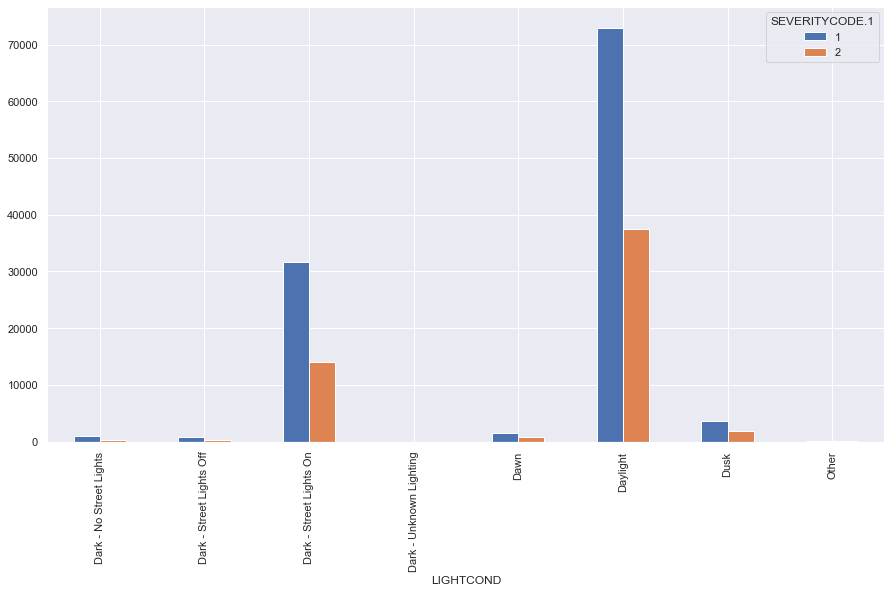 SEVERITYCODE.1
1
2
70000
60000
50000
40000
30000
20000
10000
0
Dark - No Street Lights
Dark - Street Lights Off
Dark - Street Lights On
Dark - Unknown Lighting
Dawn
Daylight
Dusk
Other
LIGHTCOND